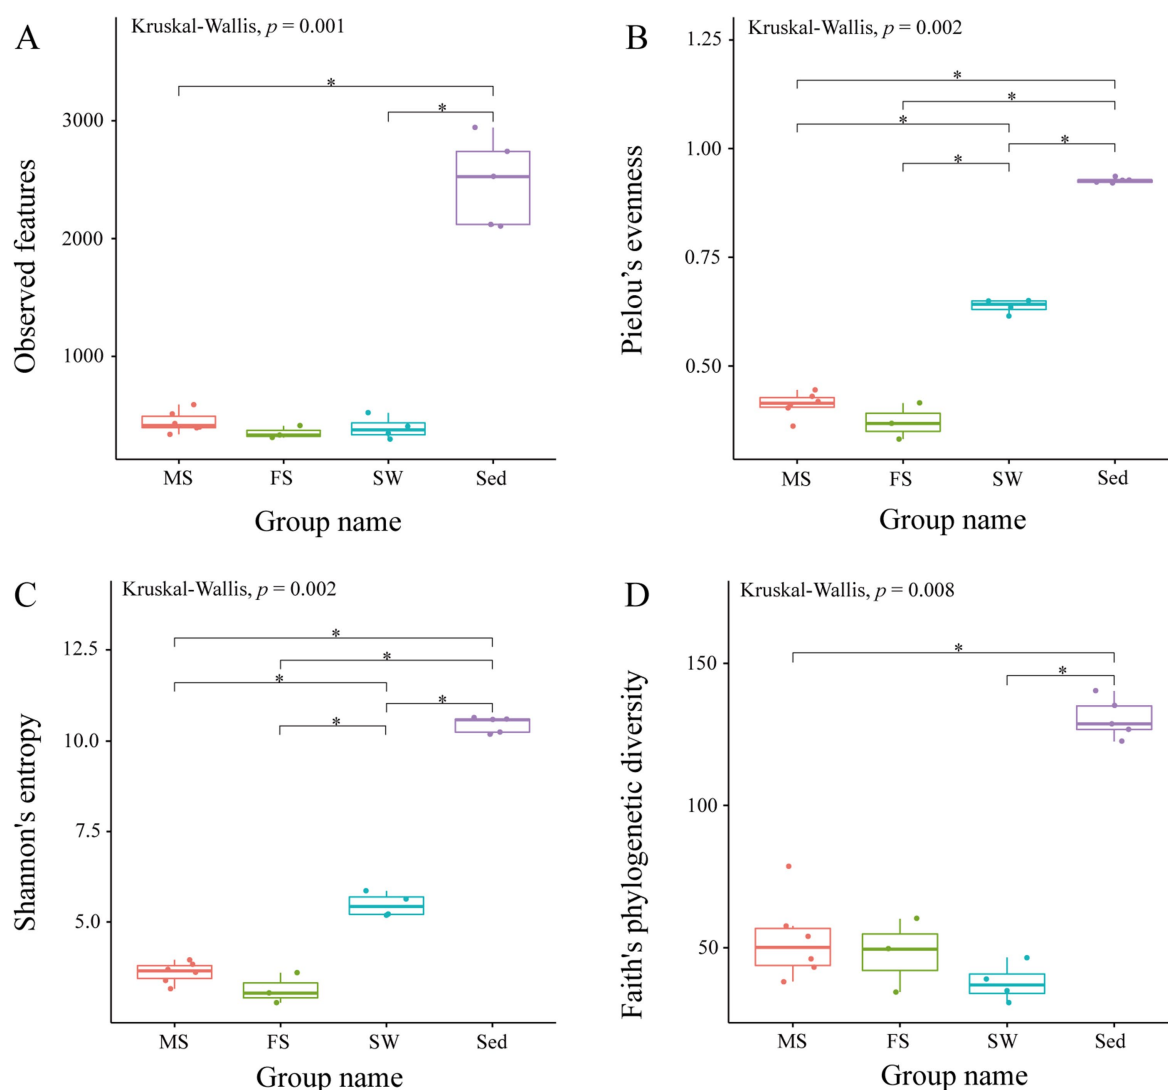 A
Kruskal-Wallis, p = 0.001
*
*
3000
2000
1000
Observed features
MS FS SW Sed
Group name
B
Kruskal-Wallis, p = 0.002
1.25
*
*
*
*
*
1.00
0.75
0.50
Pielou’s evenness
MS FS SW Sed
Group name
C
Kruskal-Wallis, p = 0.002
12.5
*
*
*
*
*
10.0
7.5
5.0
Shannon's entropy
MS FS SW Sed
Group name
D
Kruskal-Wallis, p = 0.008
*
*
150
100
50
Faith's phylogenetic diversity
MS FS SW Sed
Group name